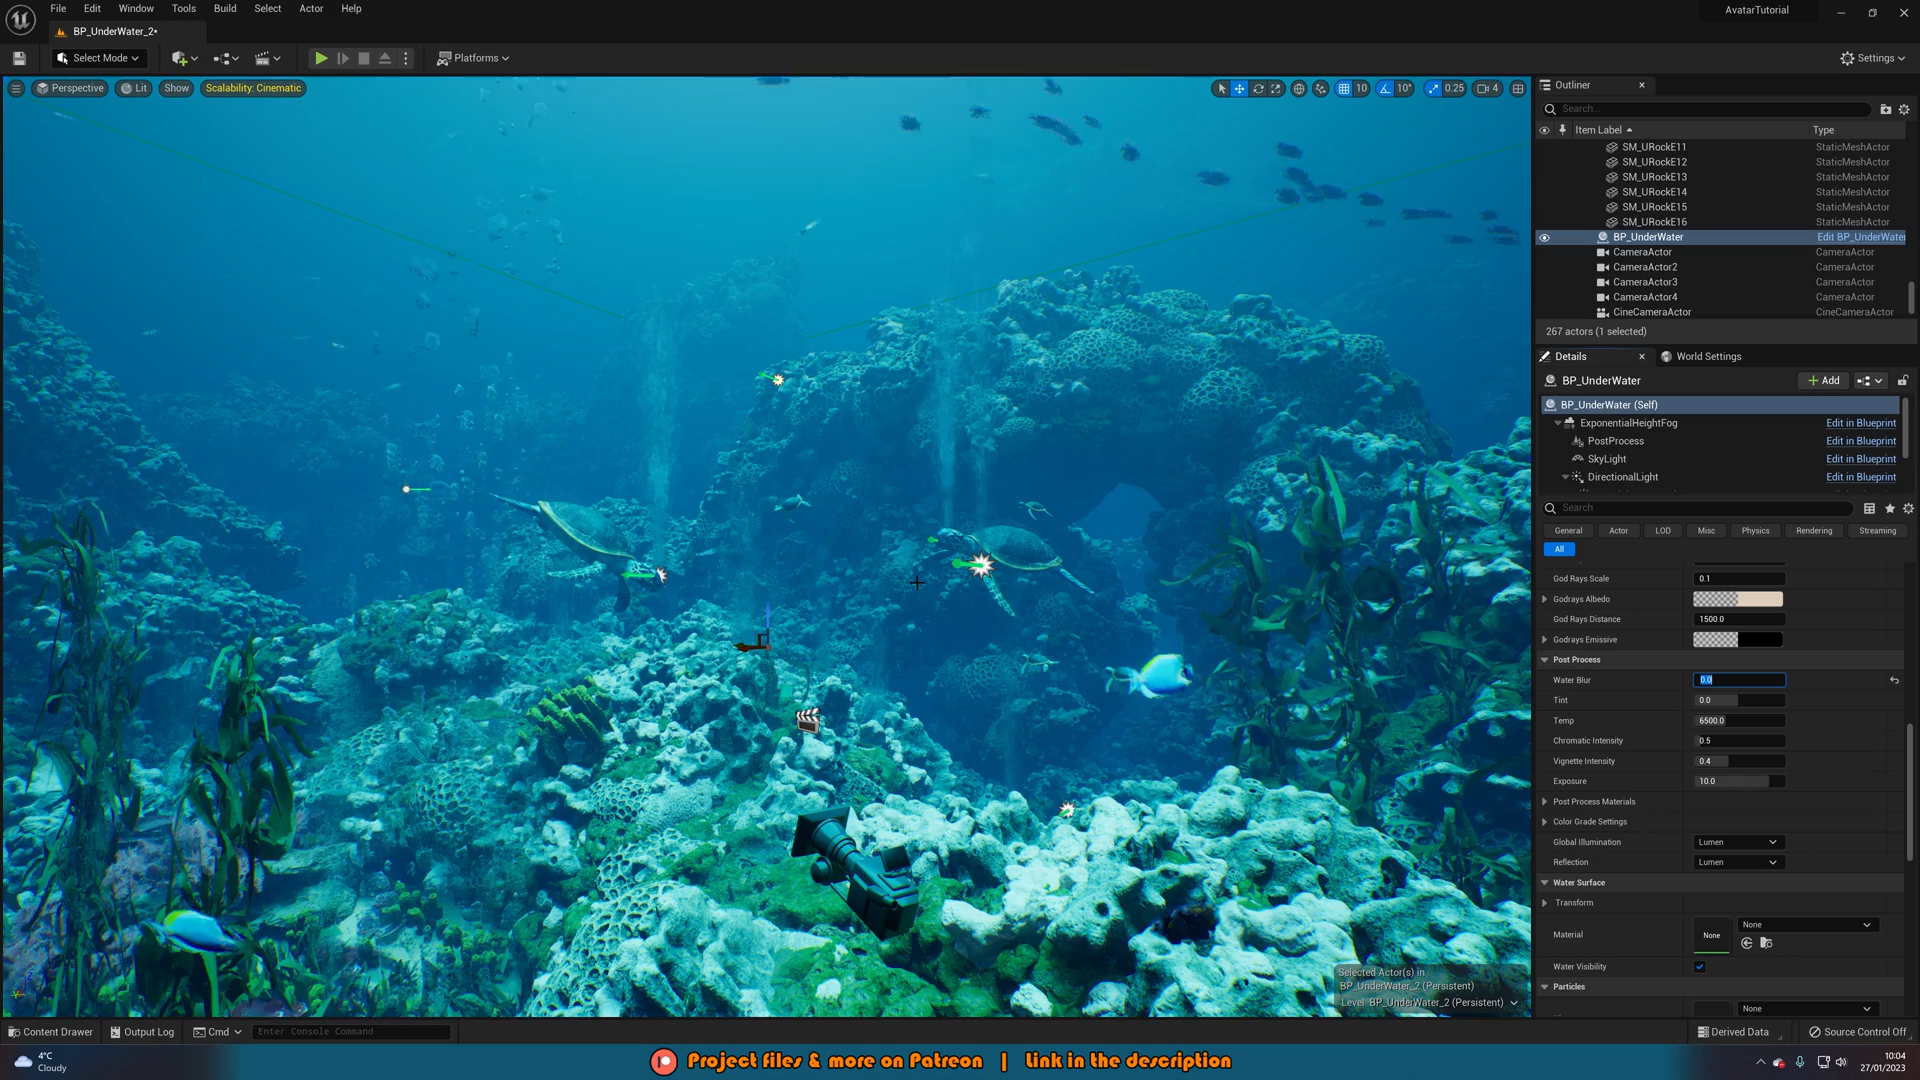 File Edit Window Tools Build Select Actor Help
AvatarTutorial
BP_UnderWater_2*
Select Mode
Platforms
Settings
Perspective Lit Show Scalability: Cinematic
10 10° 0.25 4
Outliner
Search...
Item Label Type
SM_URockE11 StaticMeshActor
SM_URockE12 StaticMeshActor
SM_URockE13 StaticMeshActor
SM_URockE14 StaticMeshActor
SM_URockE15 StaticMeshActor
SM_URockE16 StaticMeshActor
BP_UnderWater Edit BP_UnderWater
CameraActor CameraActor
CameraActor2 CameraActor
CameraActor3 CameraActor
CameraActor4 CameraActor
CineCameraActor CineCameraActor
267 actors (1 selected)
Details World Settings
BP_UnderWater
Add
BP_UnderWater (Self)
ExponentialHeightFog Edit in Blueprint
PostProcess Edit in Blueprint
SkyLight Edit in Blueprint
DirectionalLight Edit in Blueprint
Search
General Actor LOD Misc Physics Rendering Streaming
All
God Rays Scale 0.1
Godrays Albedo
God Rays Distance 1500.0
Godrays Emissive
Post Process
Water Blur 0.0
Tint 0.0
Temp 6500.0
Chromatic Intensity 0.5
Vignette Intensity 0.4
Exposure 10.0
Post Process Materials
Color Grade Settings
Global Illumination Lumen
Reflection Lumen
Water Surface
Transform
Material None None
Water Visibility
Particles
None
Selected Actor(s) in
BP_UnderWater_2 (Persistent)
Level: BP_UnderWater_2 (Persistent)
Content Drawer Output Log Cmd Enter Console Command
Derived Data Source Control Off
4°C
Cloudy
Project files & more on Patreon | Link in the description
10:04
27/01/2023